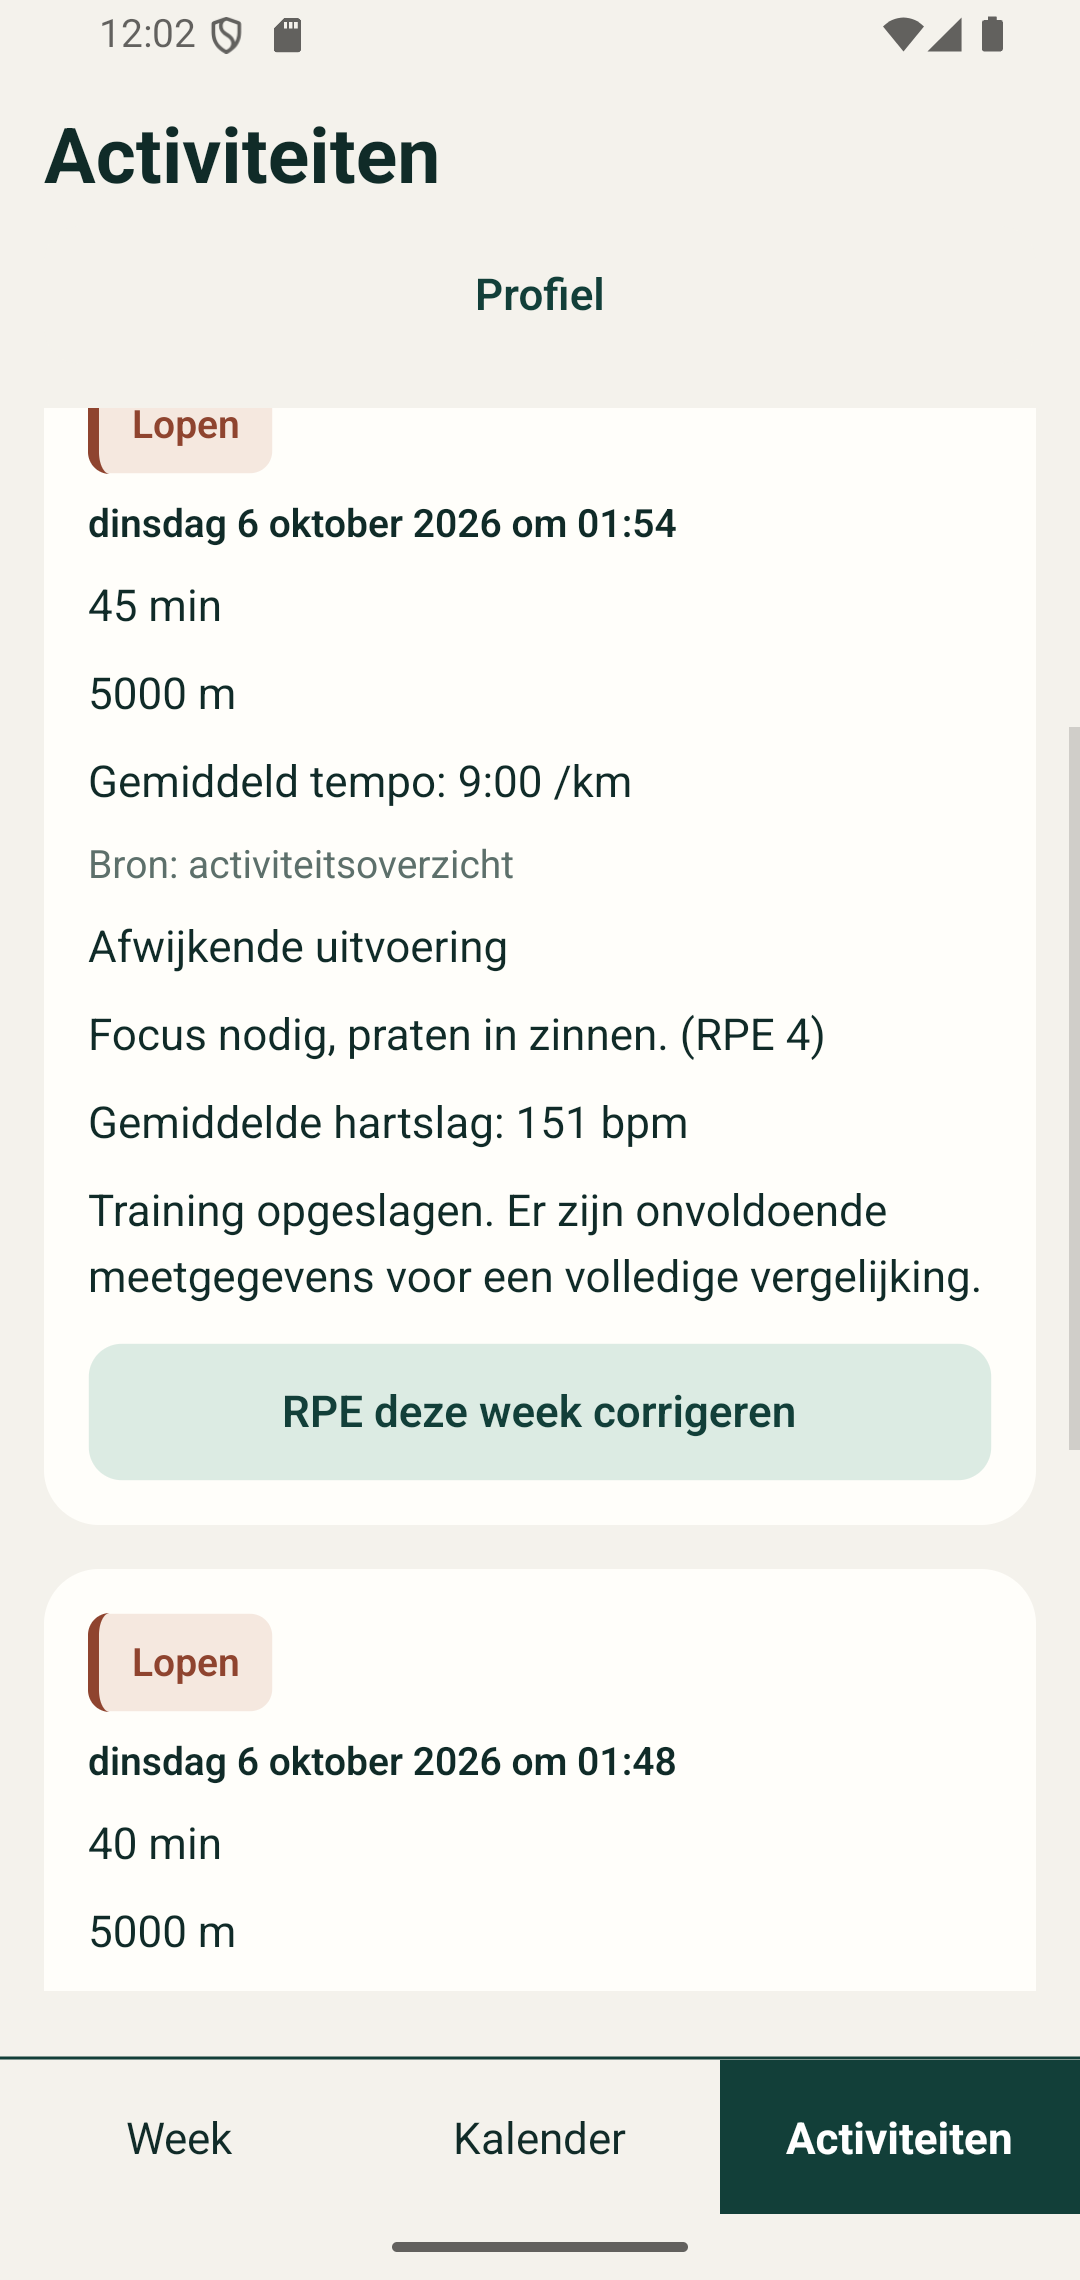 12:02
Activiteiten
Profiel
Lopen
dinsdag 6 oktober 2026 om 01:54
45 min
5000 m
Gemiddeld tempo: 9:00 /km
Bron: activiteitsoverzicht
Afwijkende uitvoering
Focus nodig, praten in zinnen. (RPE 4)
Gemiddelde hartslag: 151 bpm
Training opgeslagen. Er zijn onvoldoende
meetgegevens voor een volledige vergelijking.
RPE deze week corrigeren
Lopen
dinsdag 6 oktober 2026 om 01:48
40 min
5000 m
Week
Kalender
Activiteiten